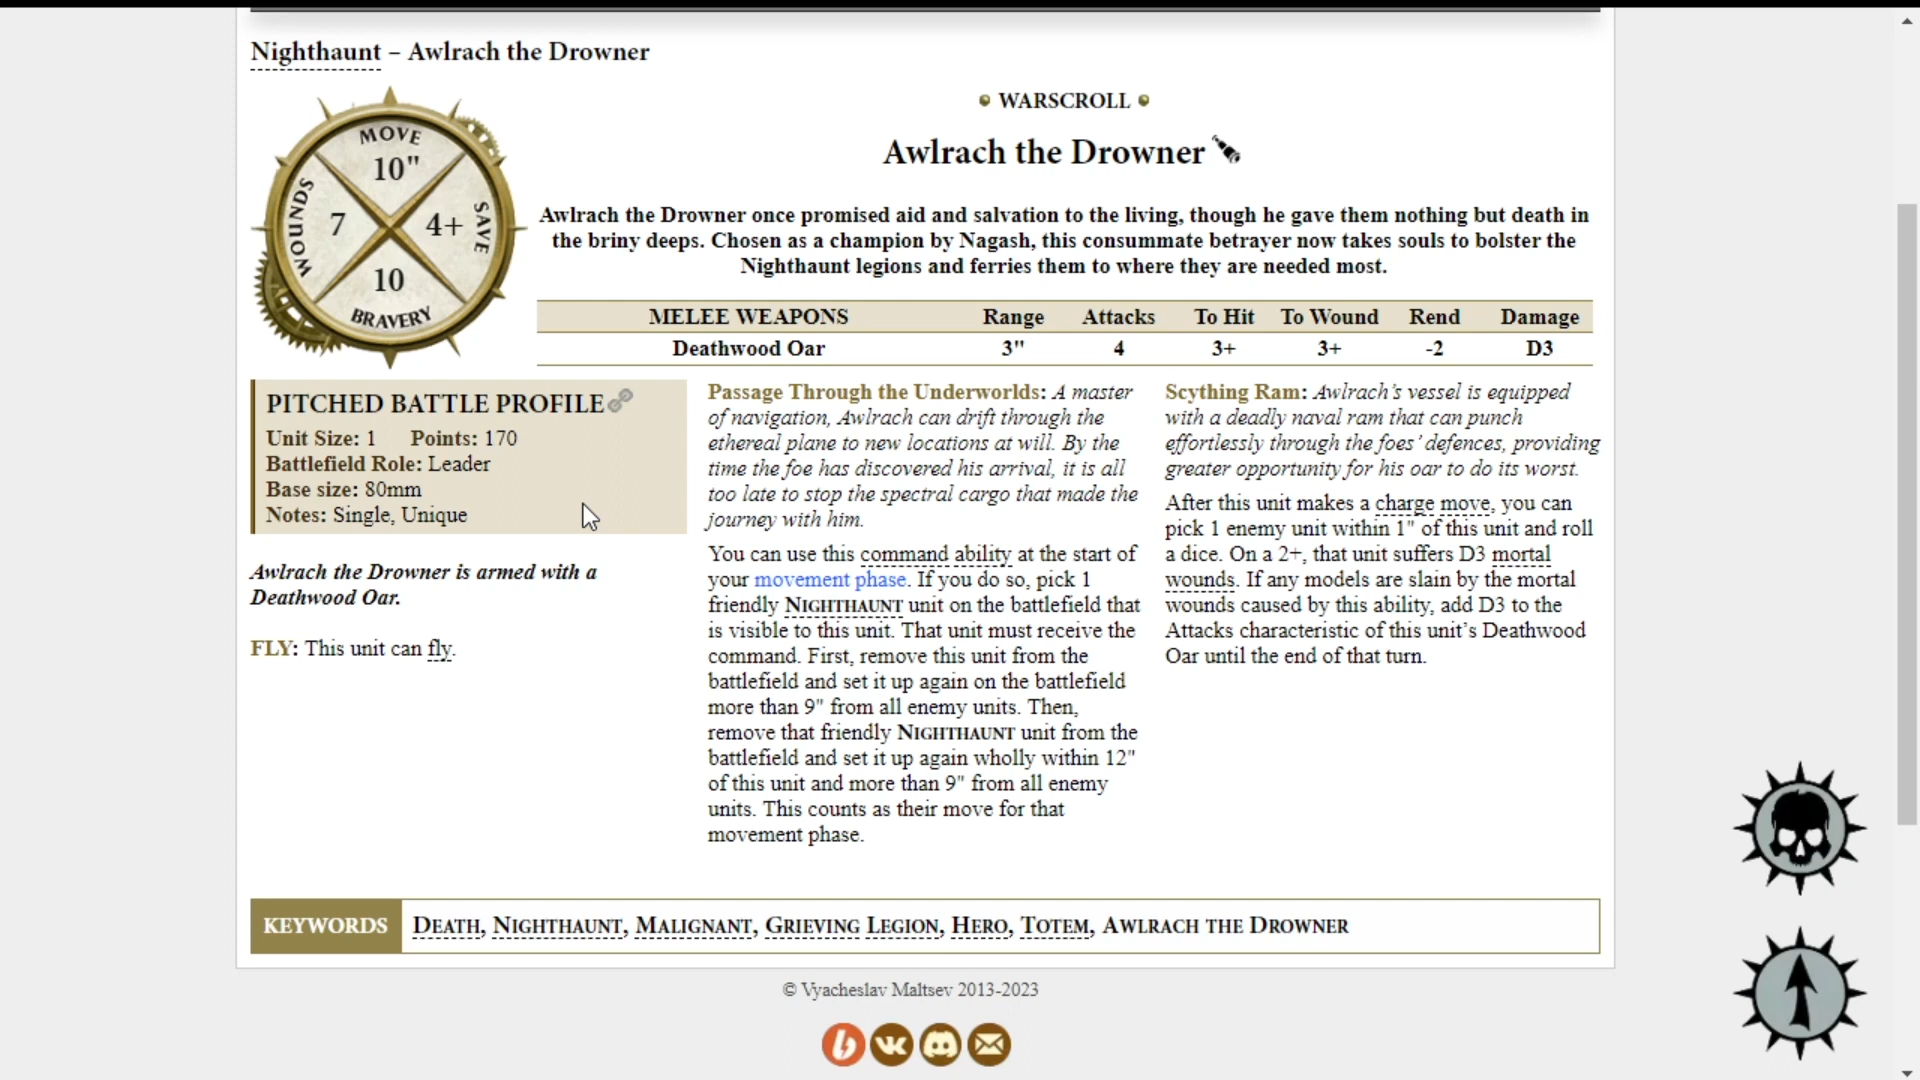 Nighthaunt – Awlrach the Drowner
MOVE
10"
WOUNDS
7
4+
SAVE
10
BRAVERY
WARSCROLL
Awlrach the Drowner
Awlrach the Drowner once promised aid and salvation to the living, though he gave them nothing but death in
the briny deeps. Chosen as a champion by Nagash, this consummate betrayer now takes souls to bolster the
Nighthaunt legions and ferries them to where they are needed most.
MELEE WEAPONS Range Attacks To Hit To Wound Rend Damage
Deathwood Oar 3" 4 3+ 3+ -2 D3
PITCHED BATTLE PROFILE
Unit Size: 1 Points: 170
Battlefield Role: Leader
Base size: 80mm
Notes: Single, Unique
Awlrach the Drowner is armed with a
Deathwood Oar.
FLY: This unit can fly.
Passage Through the Underworlds: A master
of navigation, Awlrach can drift through the
ethereal plane to new locations at will. By the
time the foe has discovered his arrival, it is all
too late to stop the spectral cargo that made the
journey with him.
You can use this command ability at the start of
your movement phase. If you do so, pick 1
friendly NIGHTHAUNT unit on the battlefield that
is visible to this unit. That unit must receive the
command. First, remove this unit from the
battlefield and set it up again on the battlefield
more than 9" from all enemy units. Then,
remove that friendly NIGHTHAUNT unit from the
battlefield and set it up again wholly within 12"
of this unit and more than 9" from all enemy
units. This counts as their move for that
movement phase.
Scything Ram: Awlrach's vessel is equipped
with a deadly naval ram that can punch
effortlessly through the foes' defences, providing
greater opportunity for his oar to do its worst.
After this unit makes a charge move, you can
pick 1 enemy unit within 1" of this unit and roll
a dice. On a 2+, that unit suffers D3 mortal
wounds. If any models are slain by the mortal
wounds caused by this ability, add D3 to the
Attacks characteristic of this unit's Deathwood
Oar until the end of that turn.
KEYWORDS DEATH, NIGHTHAUNT, MALIGNANT, GRIEVING LEGION, HERO, TOTEM, AWLRACH THE DROWNER
© Vyacheslav Maltsev 2013-2023